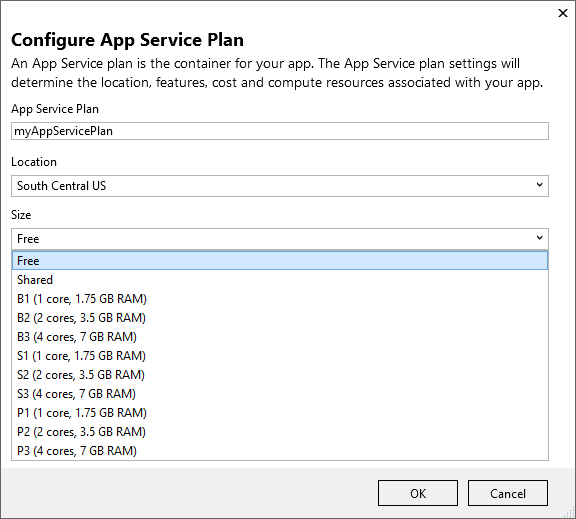 Configure App Service Plan
An App Service plan is the container for your app. The App Service plan settings will
determine the location, features, cost and compute resources associated with your app.
App Service Plan
myAppServicePlan
Location
South Central US
Size
Free
Free
Shared
B1 (1 core, 1.75 GB RAM)
B2 (2 cores, 3.5 GB RAM)
B3 (4 cores, 7 GB RAM)
S1 (1 core, 1.75 GB RAM)
S2 (2 cores, 3.5 GB RAM)
S3 (4 cores, 7 GB RAM)
P1 (1 core, 1.75 GB RAM)
P2 (2 cores, 3.5 GB RAM)
P3 (4 cores, 7 GB RAM)
OK Cancel